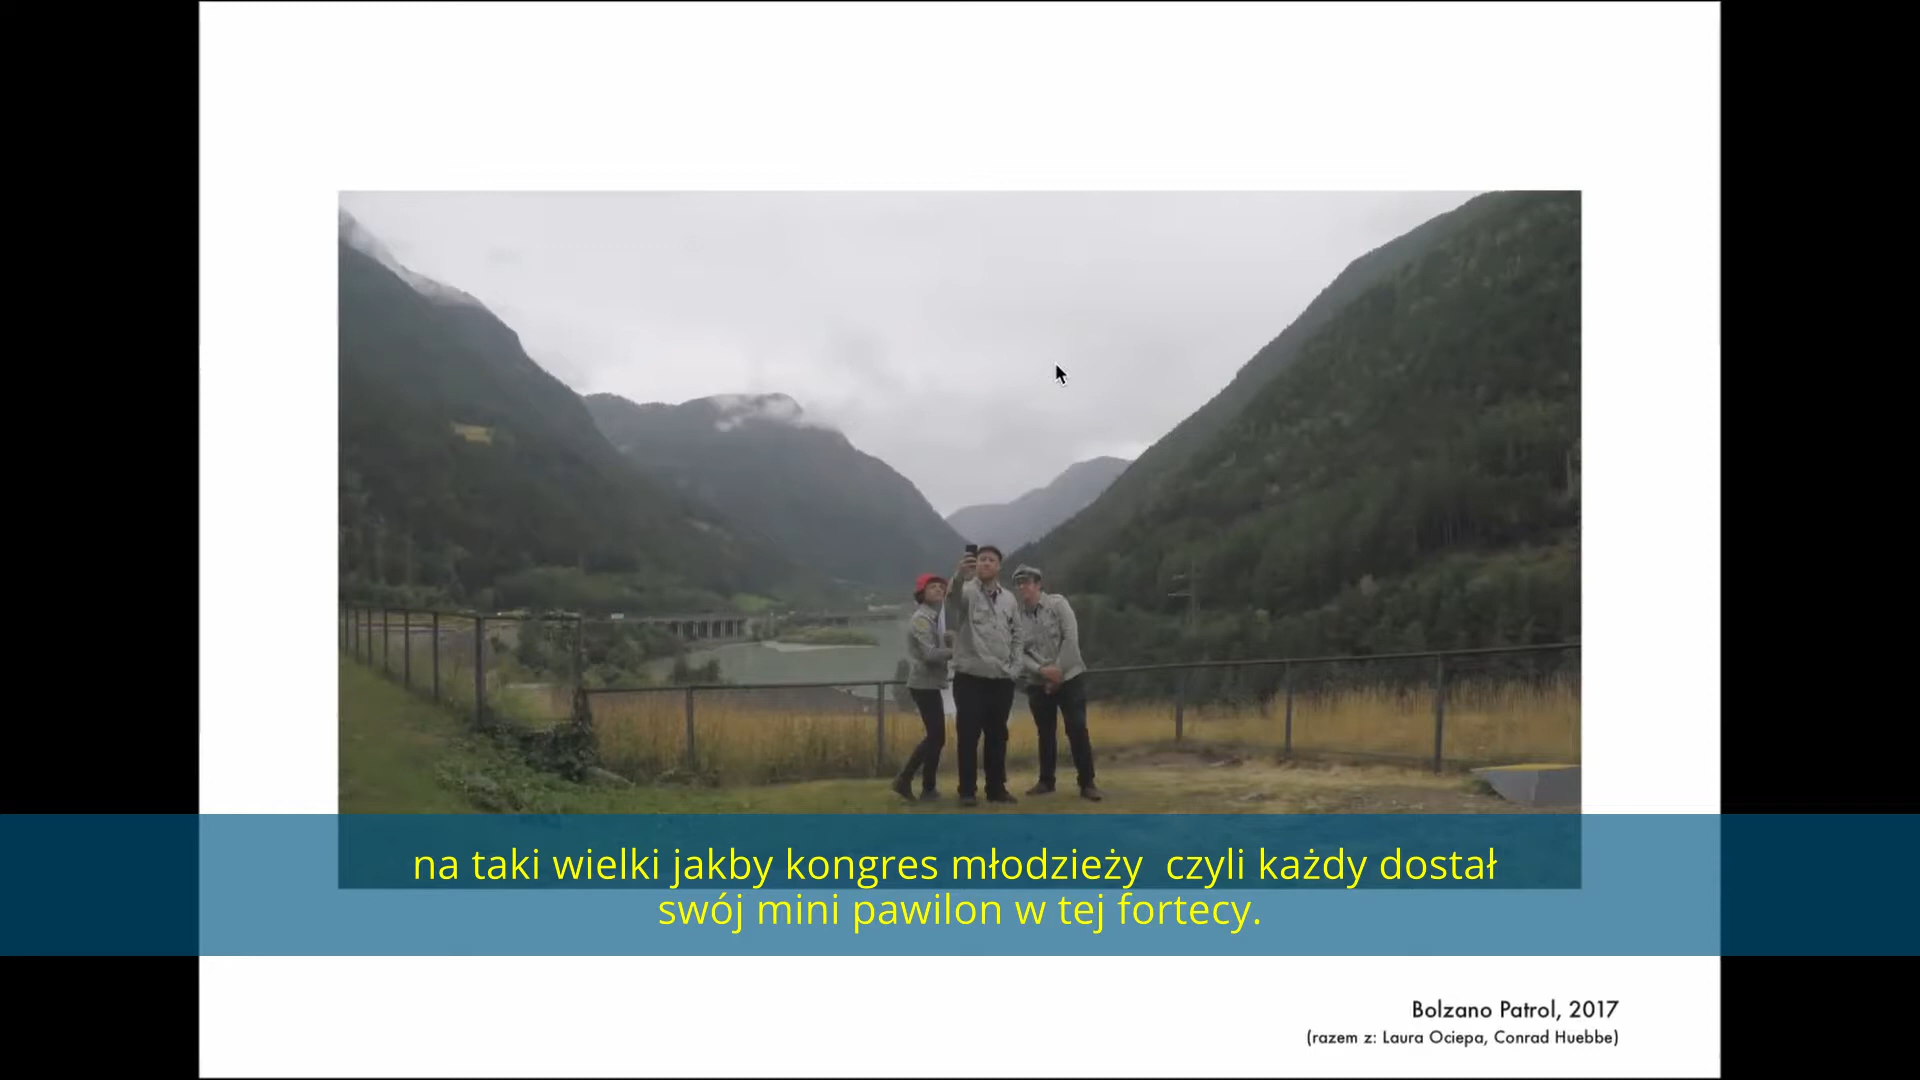 na taki wielki jakby kongres młodzieży  czyli każdy dostał
swój mini pawilon w tej fortecy.
Bolzano Patrol, 2017
(razem z: Laura Ociepa, Conrad Huebbe)